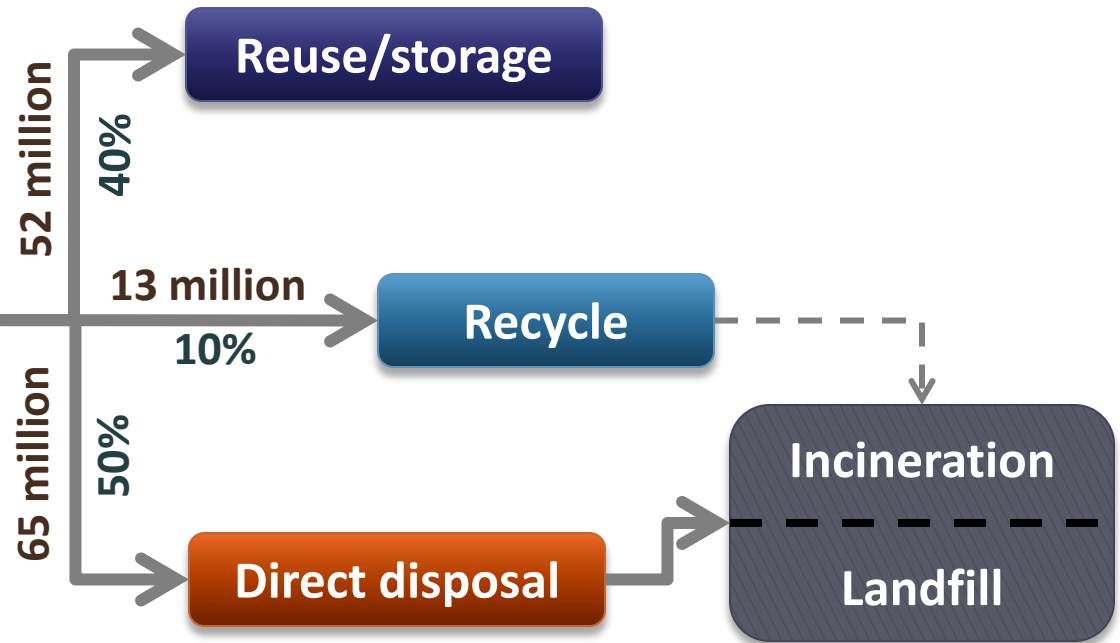 Reuse/storage
52 million
40%
13 million
10%
Recycle
65 million
50%
Incineration
Direct disposal
Landfill